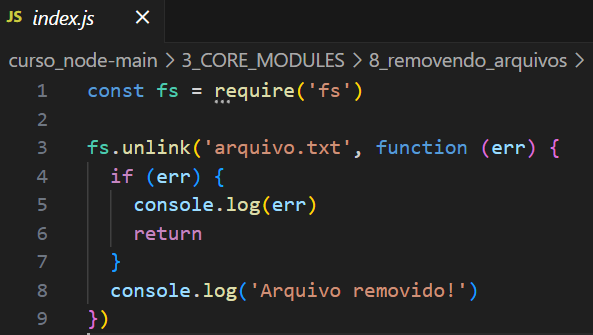 JS index.js ×
curso_node-main > 3_CORE_MODULES > 8_removendo_arquivos >
1 const fs = require('fs')
2
3 fs.unlink('arquivo.txt', function (err) {
4 if (err) {
5 console.log(err)
6 return
7 }
8 console.log('Arquivo removido!')
9 })